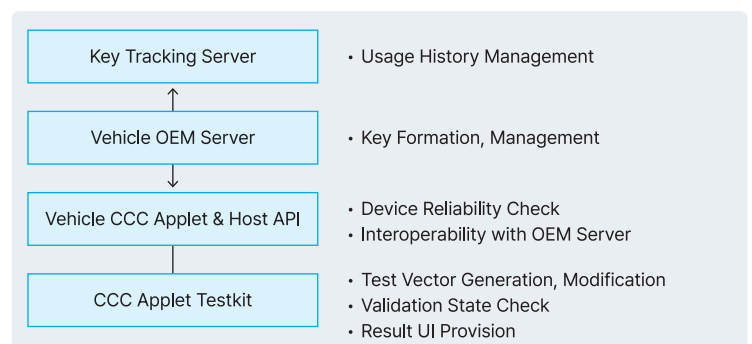 Key Tracking Server
• Usage History Management
Vehicle OEM Server
• Key Formation, Management
Vehicle CCC Applet & Host API
• Device Reliability Check
• Interoperability with OEM Server
CCC Applet Testkit
• Test Vector Generation, Modification
• Validation State Check
• Result UI Provision